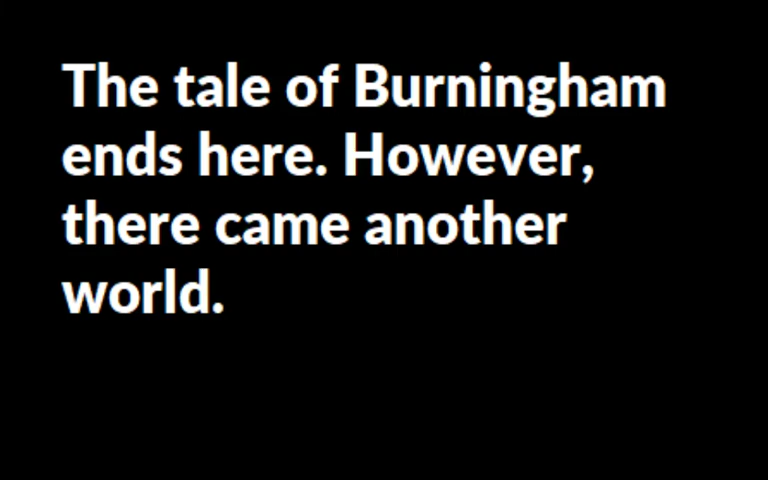 The tale of Burningham
ends here. However,
there came another
world.